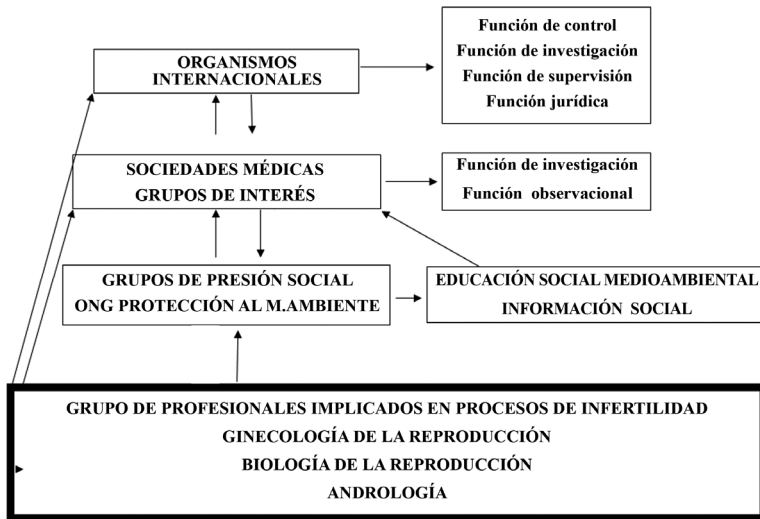 ORGANISMOS
INTERNACIONALES
Función de control
Función de investigación
Función de supervisión
Función jurídica
SOCIEDADES MÉDICAS
GRUPOS DE INTERÉS
Función de investigación
Función observacional
GRUPOS DE PRESIÓN SOCIAL
ONG PROTECCIÓN AL M.AMBIENTE
EDUCACIÓN SOCIAL MEDIOAMBIENTAL
INFORMACIÓN SOCIAL
GRUPO DE PROFESIONALES IMPLICADOS EN PROCESOS DE INFERTILIDAD
GINECOLOGÍA DE LA REPRODUCCIÓN
BIOLOGÍA DE LA REPRODUCCIÓN
ANDROLOGÍA